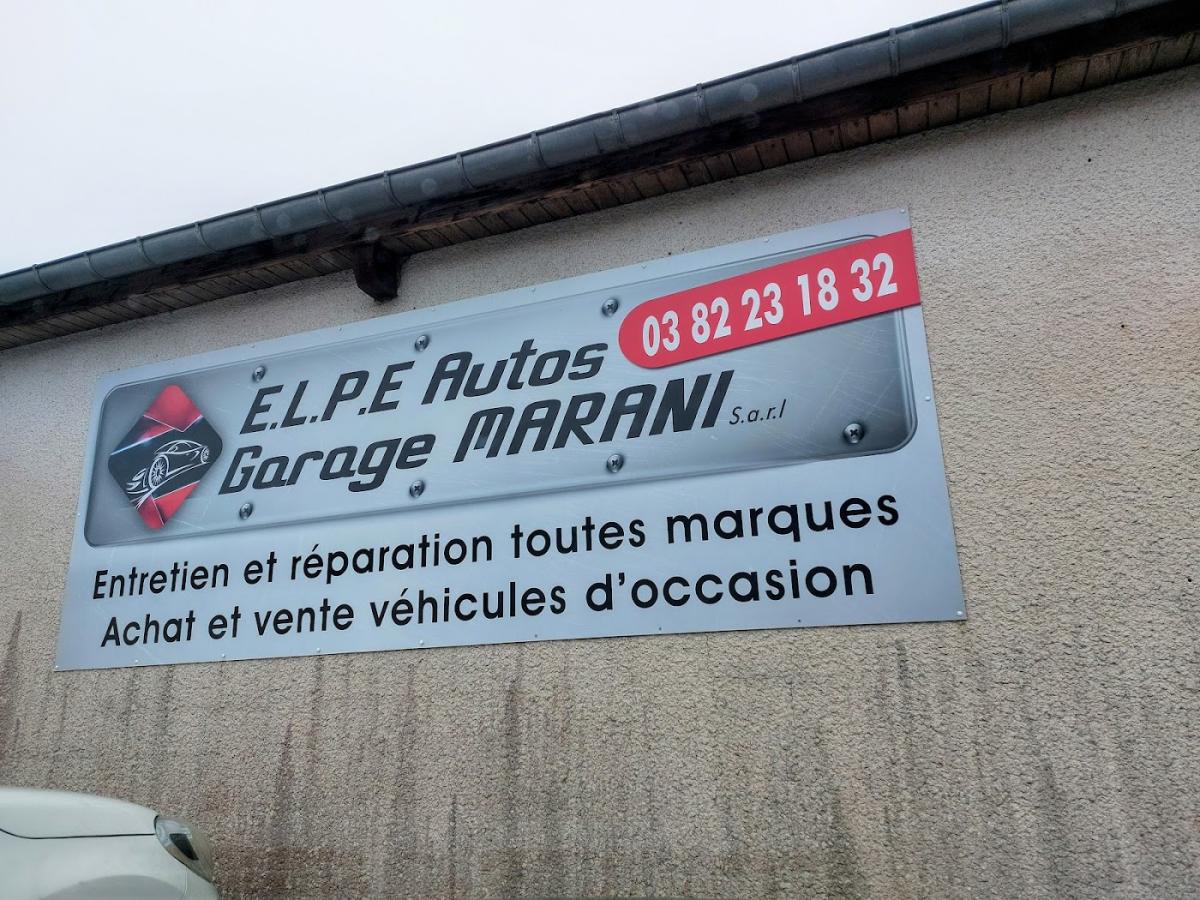 03 82 23 18 32
E.L.P.E Autos
Garage MARANI S.a.r.l
Entretien et réparation toutes marques
Achat et vente véhicules d'occasion